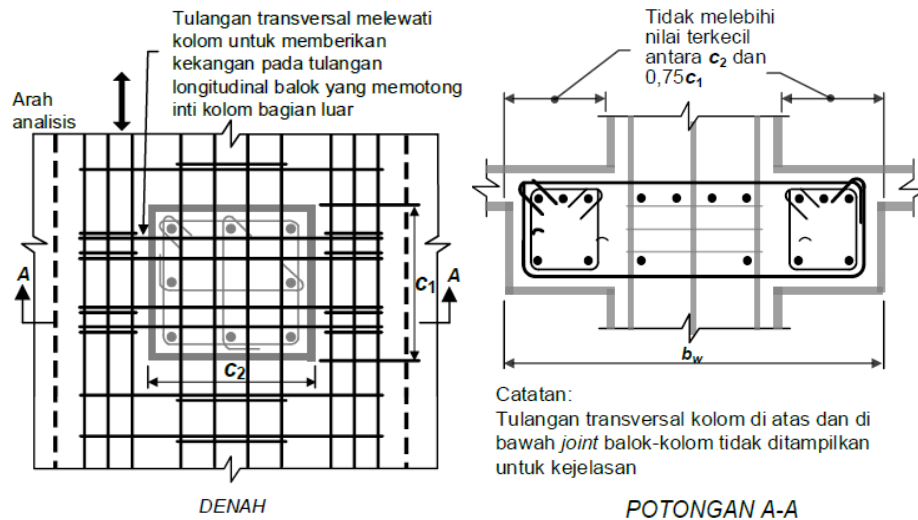 Tulangan transversal melewati
kolom untuk memberikan
kekangan pada tulangan
longitudinal balok yang memotong
inti kolom bagian luar
Arah
analisis
A
A
c1
c2
DENAH
Tidak melebihi
nilai terkecil
antara c2 dan
0,75c1
bw
Catatan:
Tulangan transversal kolom di atas dan di
bawah joint balok-kolom tidak ditampilkan
untuk kejelasan
POTONGAN A-A